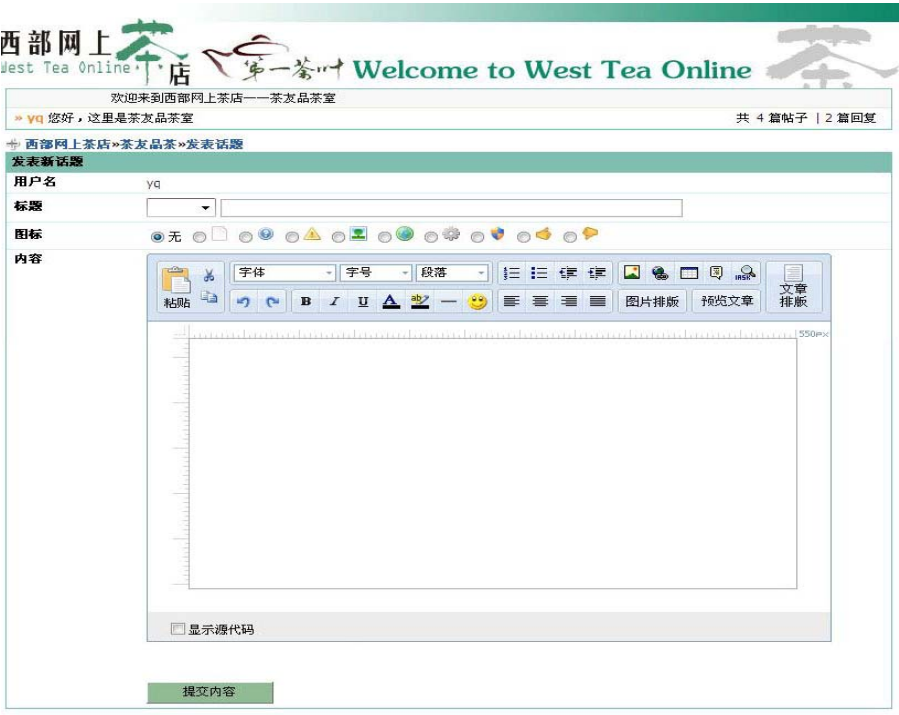 西部网上茶店
West Tea Online
第一茶叶 Welcome to West Tea Online
茶
欢迎来到西部网上茶店——茶友品茶室
» yq 您好，这里是茶友品茶室 共 4 篇帖子 | 2 篇回复
西部网上茶店»茶友品茶»发表话题
发表新话题
用户名 yq
标题
图标 无
内容
字体 字号 段落
粘贴 B I U A ab 图片排版 预览文章 文章排版
550px
显示源代码
提交内容